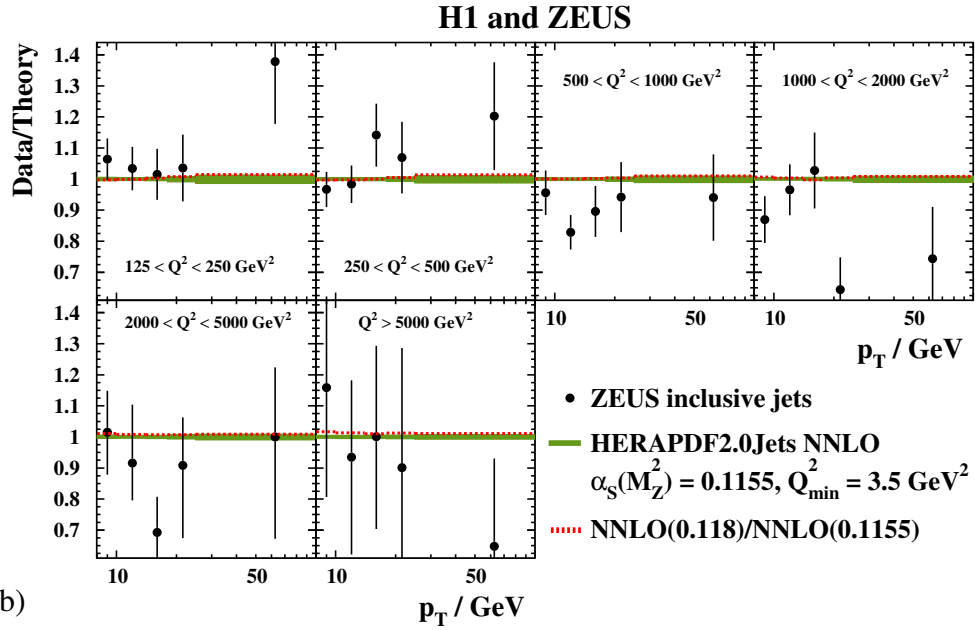 H1 and ZEUS
Data/Theory
1.4
1.3
1.2
1.1
1
0.9
0.8
0.7
125 < Q² < 250 GeV²
250 < Q² < 500 GeV²
500 < Q² < 1000 GeV²
1000 < Q² < 2000 GeV²
10 50 10 50
p_T / GeV
1.4
1.3
1.2
1.1
1
0.9
0.8
0.7
2000 < Q² < 5000 GeV²
Q² > 5000 GeV²
10 50 10 50
p_T / GeV
ZEUS inclusive jets
HERAPDF2.0Jets NNLO
α_S(M_Z²) = 0.1155, Q²_min = 3.5 GeV²
NNLO(0.118)/NNLO(0.1155)
b)